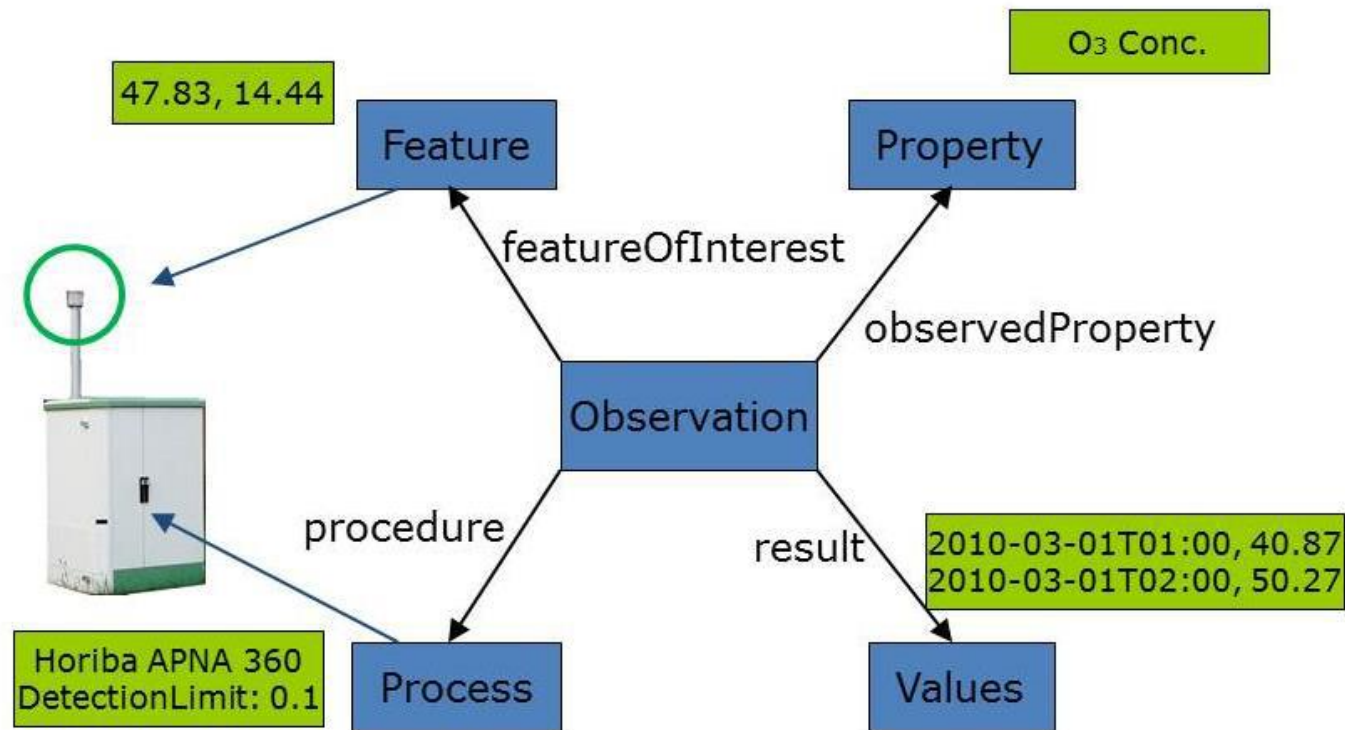 O₃ Conc.
47.83, 14.44
Feature
Property
featureOfInterest
observedProperty
Observation
procedure
result
2010-03-01T01:00, 40.87
2010-03-01T02:00, 50.27
Horiba APNA 360
DetectionLimit: 0.1
Process
Values